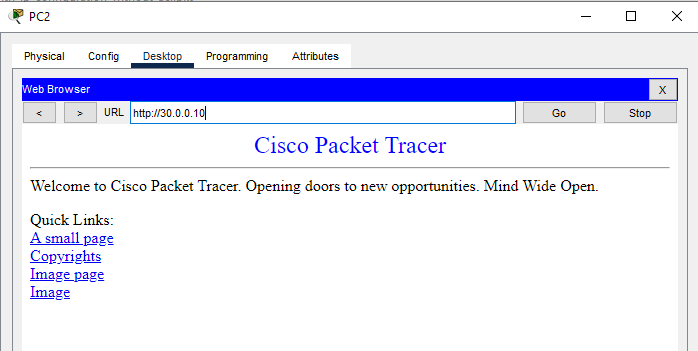 PC2
Physical Config Desktop Programming Attributes
Web Browser X
< > URL http://30.0.0.10 Go Stop
Cisco Packet Tracer
Welcome to Cisco Packet Tracer. Opening doors to new opportunities. Mind Wide Open.
Quick Links:
A small page
Copyrights
Image page
Image